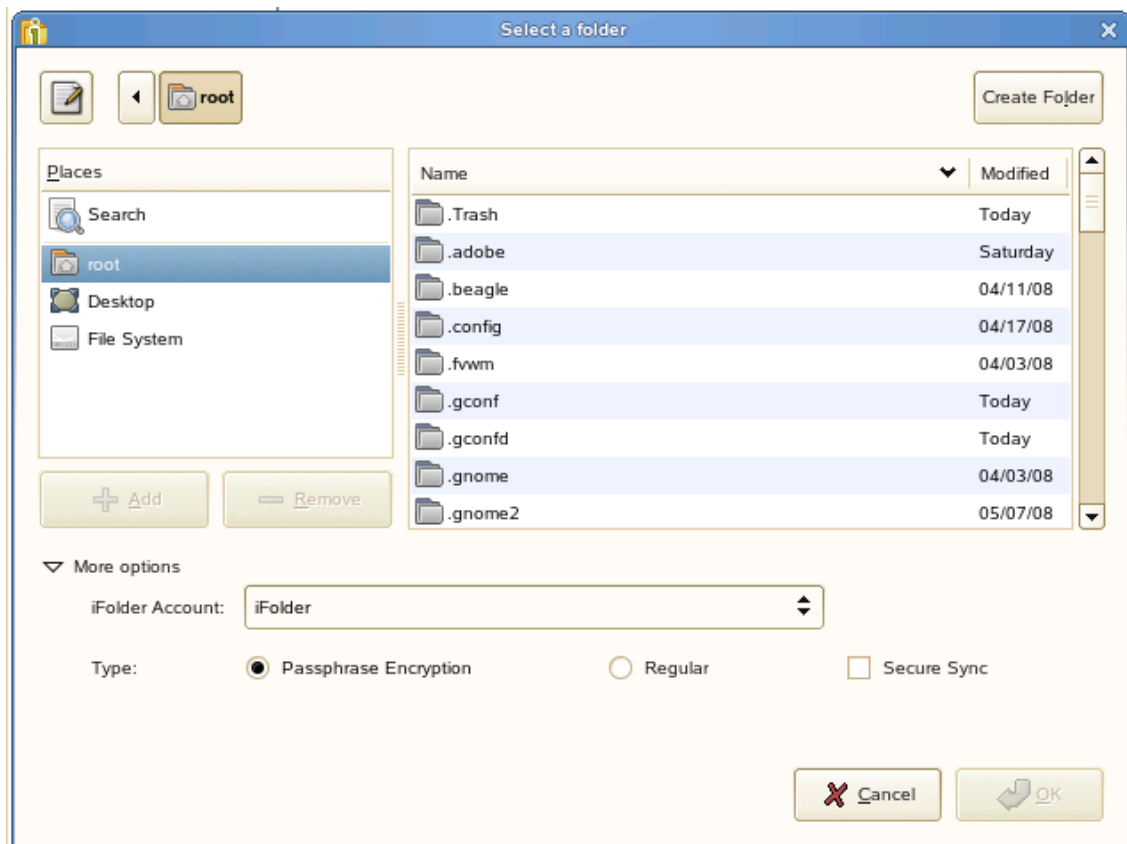 Select a folder
root
Create Folder
Places
Search
root
Desktop
File System
Add
Remove
Name Modified
.Trash Today
.adobe Saturday
.beagle 04/11/08
.config 04/17/08
.fvwm 04/03/08
.gconf Today
.gconfd Today
.gnome 04/03/08
.gnome2 05/07/08
More options
iFolder Account: iFolder
Type: Passphrase Encryption Regular Secure Sync
Cancel OK